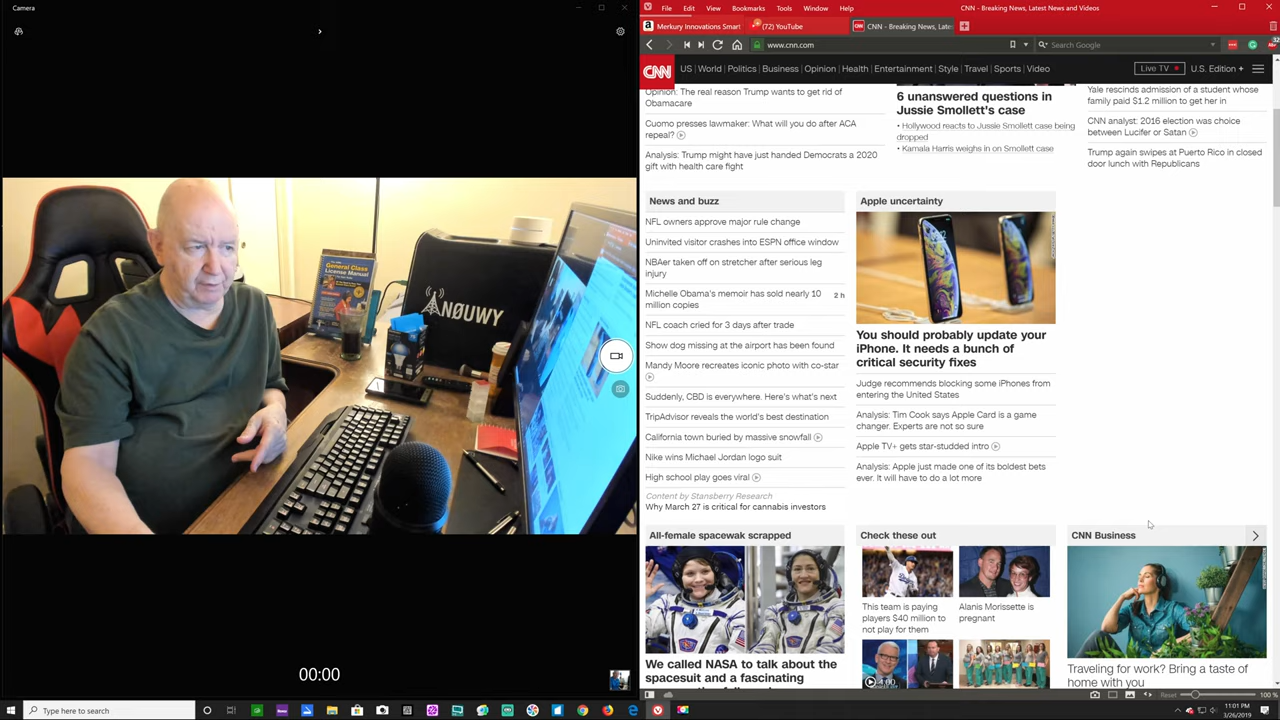 Camera
File Edit View Bookmarks Tools Window Help
CNN - Breaking News, Latest News and Videos
Merkury Innovations Smart
(72) YouTube
CNN - Breaking News, Late
www.cnn.com
Search Google
CNN
US World Politics Business Opinion Health Entertainment Style Travel Sports Video
Live TV
U.S. Edition +
Opinion: The real reason Trump wants to get rid of
Obamacare
Cuomo presses lawmaker: What will you do after ACA
repeal?
Analysis: Trump might have just handed Democrats a 2020
gift with health care fight
6 unanswered questions in
Jussie Smollett's case
• Hollywood reacts to Jussie Smollett case being
dropped
• Kamala Harris weighs in on Smollett case
Yale rescinds admission of a student whose
family paid $1.2 million to get her in
CNN analyst: 2016 election was choice
between Lucifer or Satan
Trump again swipes at Puerto Rico in closed
door lunch with Republicans
News and buzz
NFL owners approve major rule change
Uninvited visitor crashes into ESPN office window
NBAer taken off on stretcher after serious leg
injury
Michelle Obama's memoir has sold nearly 10
million copies
2 h
NFL coach cried for 3 days after trade
Show dog missing at the airport has been found
Mandy Moore recreates iconic photo with co-star
Suddenly, CBD is everywhere. Here's what's next
TripAdvisor reveals the world's best destination
California town buried by massive snowfall
Nike wins Michael Jordan logo suit
High school play goes viral
Content by Stansberry Research
Why March 27 is critical for cannabis investors
Apple uncertainty
You should probably update your
iPhone. It needs a bunch of
critical security fixes
Judge recommends blocking some iPhones from
entering the United States
Analysis: Tim Cook says Apple Card is a game
changer. Experts are not so sure
Apple TV+ gets star-studded intro
Analysis: Apple just made one of its boldest bets
ever. It will have to do a lot more
All-female spacewak scrapped
We called NASA to talk about the
spacesuit and a fascinating
Check these out
This team is paying
players $40 million to
not play for them
Alanis Morissette is
pregnant
4:00
CNN Business
Traveling for work? Bring a taste of
home with you
General Class
License Manual
NØUWY
00:00
Reset
100 %
Type here to search
11:01 PM
3/26/2019